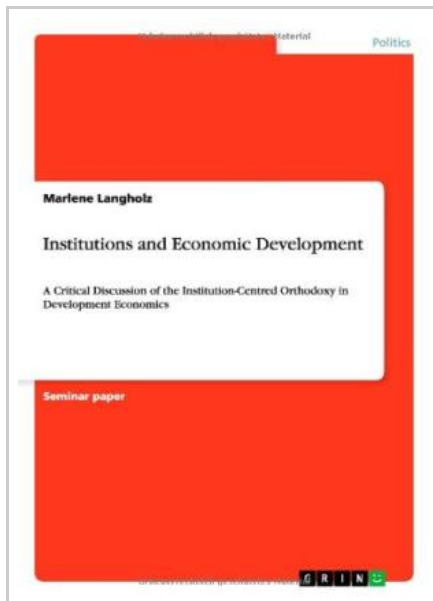 Politics
Marlene Langholz
Institutions and Economic Development
A Critical Discussion of the Institution-Centred Orthodoxy in
Development Economics
Seminar paper
GRIN